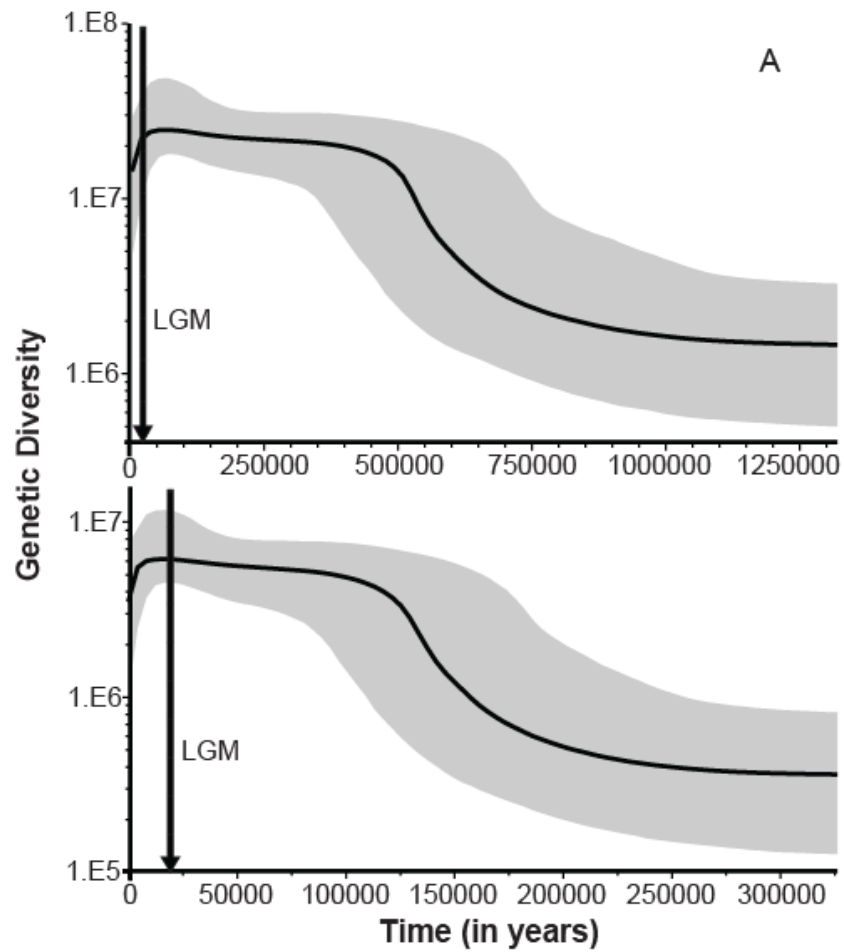 1.E8
A
1.E7
LGM
1.E6
0 250000 500000 750000 1000000 1250000
Genetic Diversity
1.E7
1.E6
LGM
1.E5
0 50000 100000 150000 200000 250000 300000
Time (in years)